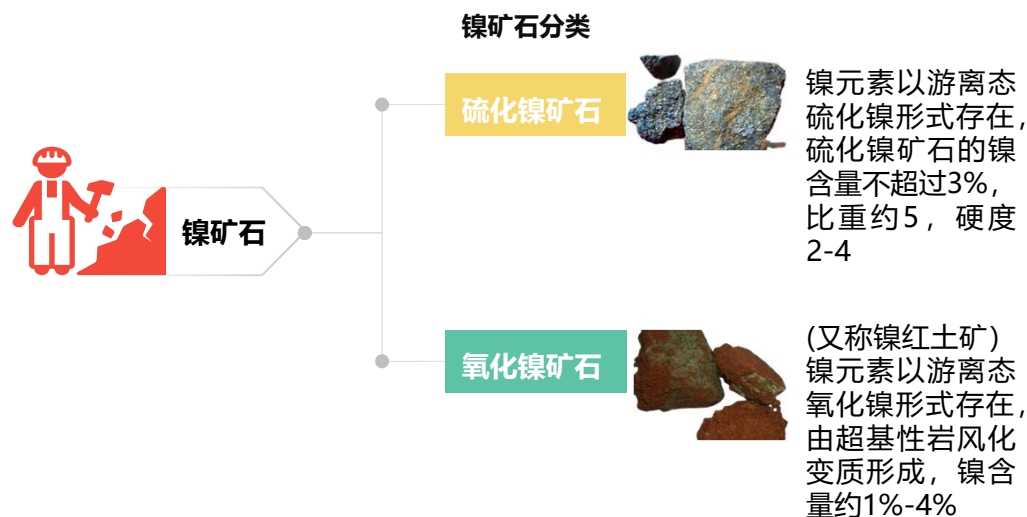 镍矿石分类
硫化镍矿石
镍元素以游离态
硫化镍形式存在，
硫化镍矿石的镍
含量不超过3%，
比重约5，硬度
2-4
镍矿石
氧化镍矿石
(又称镍红土矿）
镍元素以游离态
氧化镍形式存在，
由超基性岩风化
变质形成，镍含
量约1%-4%